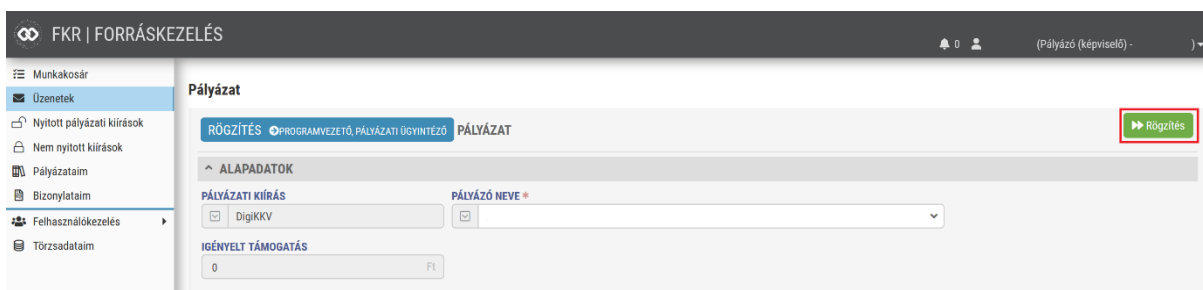 FKR | FORRÁSKEZELÉS
0
(Pályázó (képviselő) - )
Munkakosár
Üzenetek
Nyitott pályázati kiírások
Nem nyitott kiírások
Pályázataim
Bizonylataim
Felhasználókezelés
Törzsadataim
Pályázat
RÖGZÍTÉS PROGRAMVEZETŐ, PÁLYÁZATI ÜGYINTÉZŐ PÁLYÁZAT
Rögzítés
ALAPADATOK
PÁLYÁZATI KIÍRÁS
DigiKKV
PÁLYÁZÓ NEVE *
IGÉNYELT TÁMOGATÁS
0 Ft